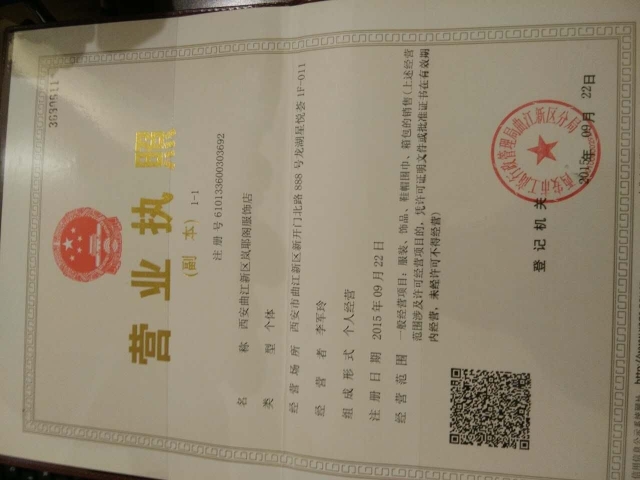 营业执照
(副 本) 1-1
注册号 610133600303692
名 称 西安曲江新区岚耶阁服饰店
类 型 个体
经营场所 西安市曲江新区新开门北路888号龙湖星悦荟1F-011
经 营 者 李军玲
组成形式 个人经营
注册日期 2015年09月22日
经营范围 一般经营项目：服装、饰品、鞋帽围巾、箱包的销售(上述经营
范围涉及许可经营项目的，凭许可证明文件或批准证书在有效期
内经营，未经许可不得经营)
西安市工商行政管理局曲江新区分局
登记机关
2015年09月22日